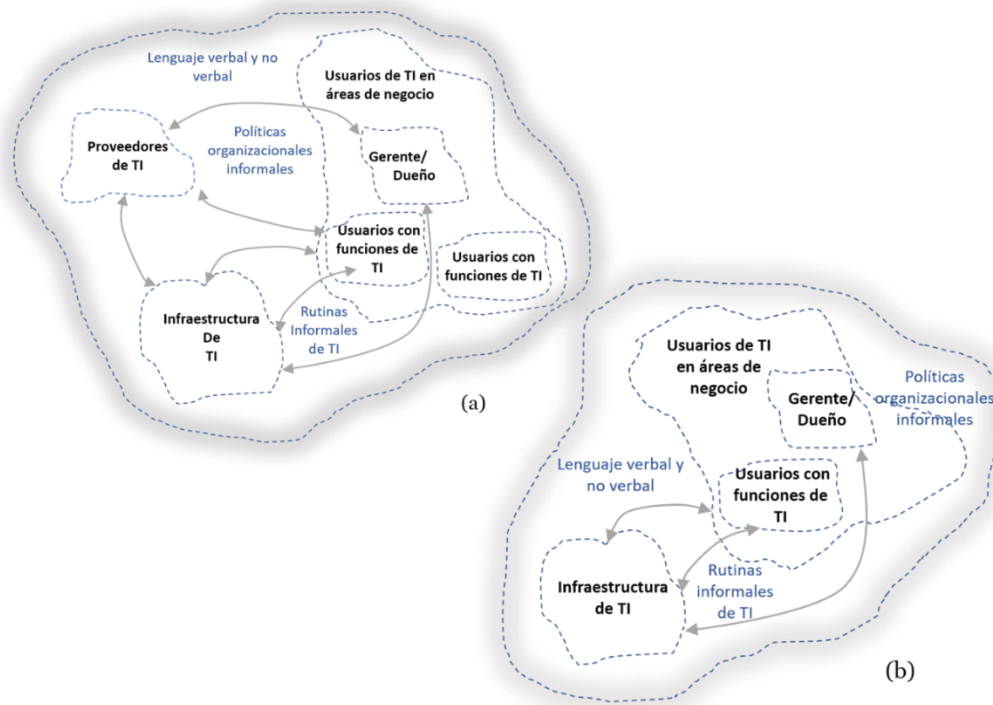 Lenguaje verbal y no
verbal
Usuarios de TI en
áreas de negocio
Proveedores
de TI
Políticas
organizacionales
informales
Gerente/
Dueño
Usuarios con
funciones de
TI
Usuarios con
funciones de TI
Infraestructura
De
TI
Rutinas
Informales
de TI
(a)
Usuarios de TI
en áreas de
negocio
Políticas
organizacionales
informales
Gerente/
Dueño
Lenguaje verbal y
no verbal
Usuarios con
funciones de
TI
Infraestructura
de TI
Rutinas
informales
de TI
(b)